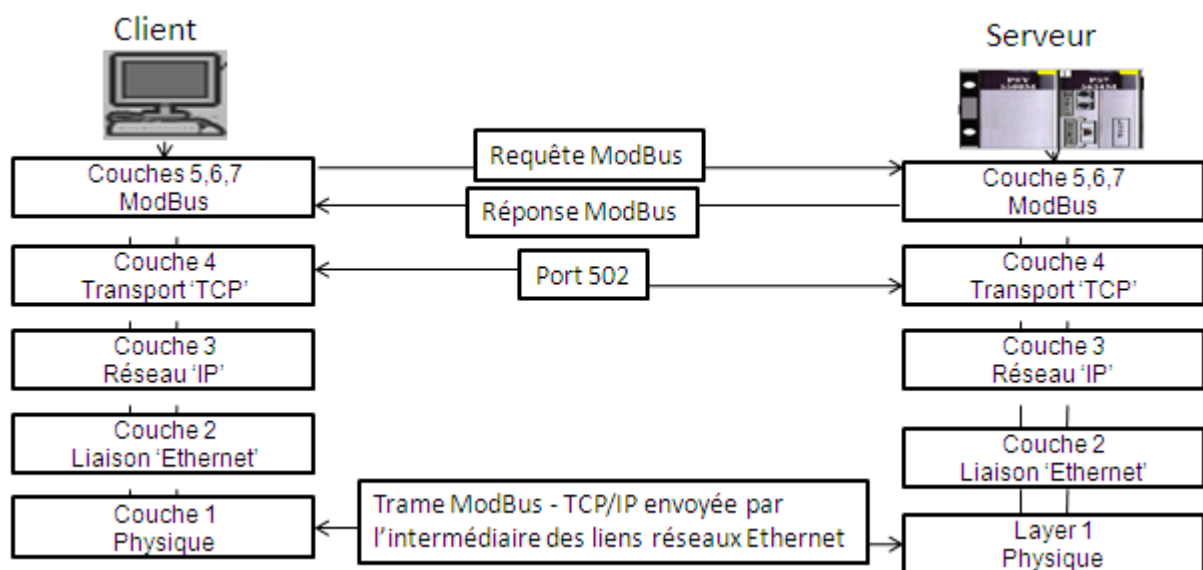 Client
Serveur
Couches 5,6,7
ModBus
Requête ModBus
Réponse ModBus
Couche 5,6,7
ModBus
Couche 4
Transport ‘TCP’
Port 502
Couche 4
Transport ‘TCP’
Couche 3
Réseau ‘IP’
Couche 3
Réseau ‘IP’
Couche 2
Liaison ‘Ethernet’
Couche 2
Liaison ‘Ethernet’
Couche 1
Physique
Trame ModBus - TCP/IP envoyée par
l’intermédiaire des liens réseaux Ethernet
Layer 1
Physique